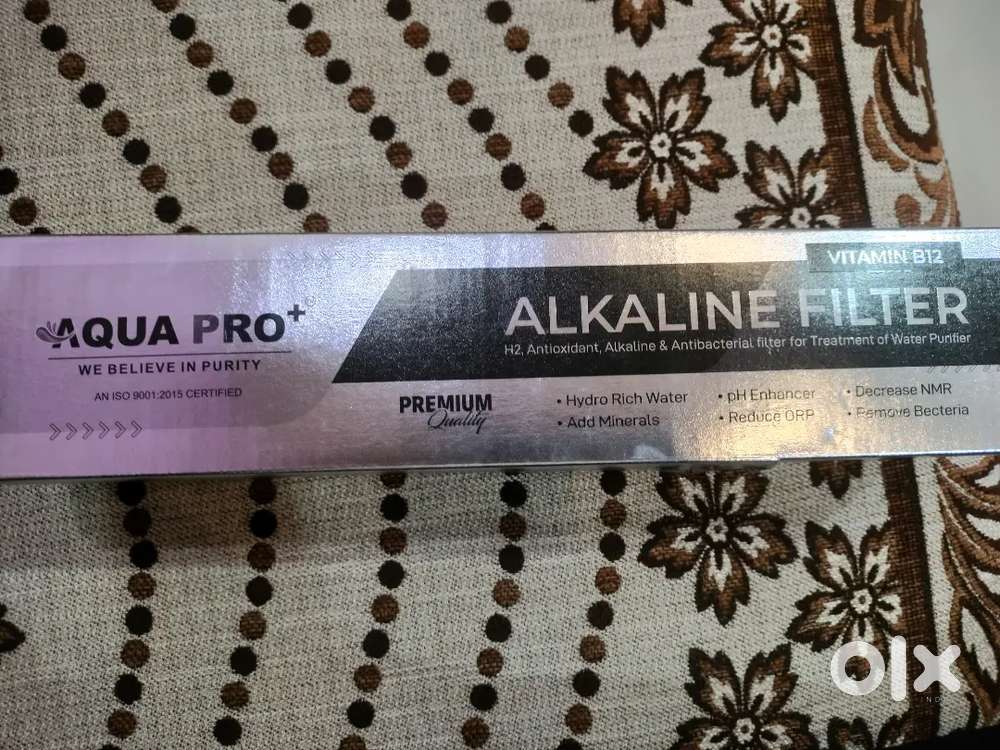 VITAMIN B12
AQUA PRO+
WE BELIEVE IN PURITY
AN ISO 9001:2015 CERTIFIED
ALKALINE FILTER
H2, Antioxidant, Alkaline & Antibacterial filter for Treatment of Water Purifier
PREMIUM
Quality
• Hydro Rich Water
• Add Minerals
• pH Enhancer
• Reduce ORP
• Decrease NMR
• Remove Becteria
olx
IND